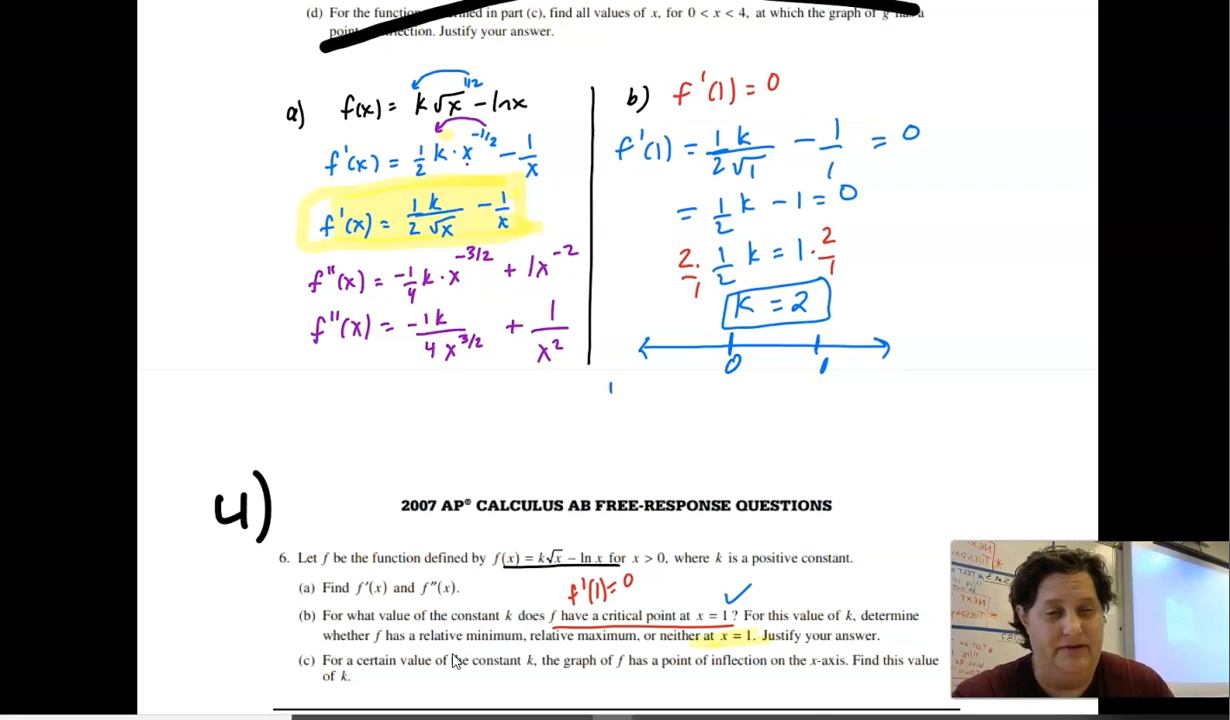 (d) For the function in part (c), find all values of x, for 0 < x < 4, at which the graph of g has a
Justify your answer.
a) f(x) = k√x - lnx
1/2
f'(x) = 1/2 k · x^-1/2 - 1/x
f'(x) = 1k/2√x - 1/x
f"(x) = -1/4 k · x^-3/2 + 1x^-2
f"(x) = -1k/4x^3/2 + 1/x^2
b) f'(1) = 0
f'(1) = 1k/2√1 - 1/1 = 0
= 1/2 k - 1 = 0
2/1 · 1/2 k = 1 · 2/1
k = 2
0 1
4)
2007 AP® CALCULUS AB FREE-RESPONSE QUESTIONS
6. Let f be the function defined by f(x) = k√x - ln x for x > 0, where k is a positive constant.
(a) Find f'(x) and f"(x).
f'(1)=0
(b) For what value of the constant k does f have a critical point at x = 1? For this value of k, determine
whether f has a relative minimum, relative maximum, or neither at x = 1. Justify your answer.
(c) For a certain value of the constant k, the graph of f has a point of inflection on the x-axis. Find this value
of k.